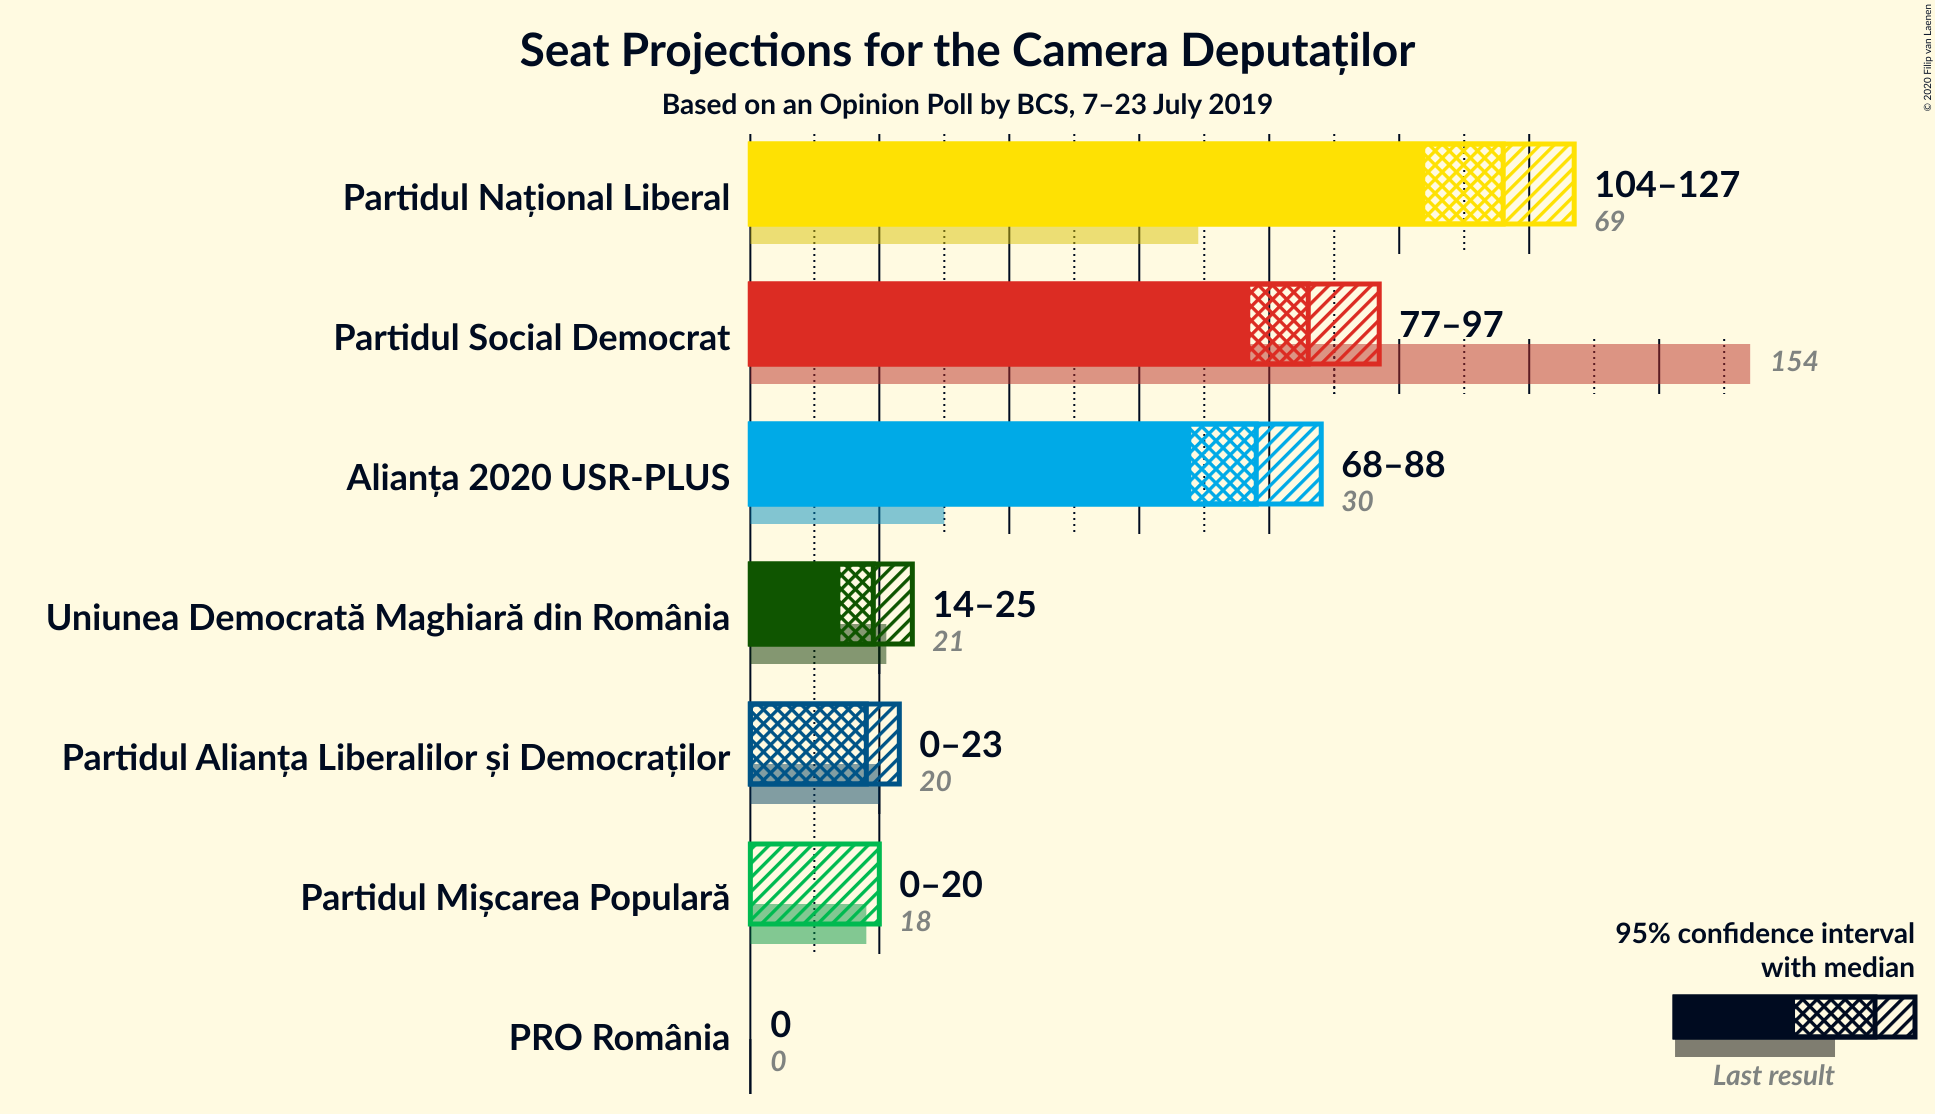 Seat Projections for the Camera Deputaților
Based on an Opinion Poll by BCS, 7–23 July 2019
© 2020 Filip van Laenen
Partidul Național Liberal
104–127
69
Partidul Social Democrat
77–97
154
Alianța 2020 USR-PLUS
68–88
30
Uniunea Democrată Maghiară din România
14–25
21
Partidul Alianța Liberalilor și Democraților
0–23
20
Partidul Mișcarea Populară
0–20
18
PRO România
0
0
95% confidence interval
with median
Last result